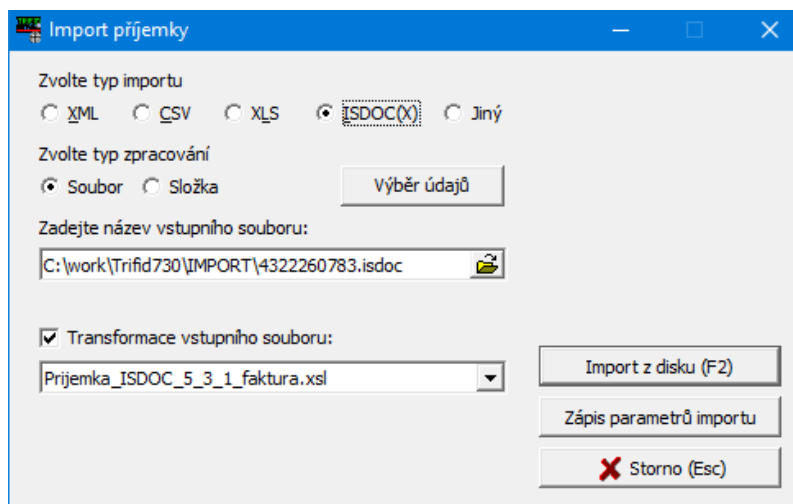 Import příjemky
Zvolte typ importu
XML CSV XLS ISDOC(X) Jiný
Zvolte typ zpracování
Soubor Složka Výběr údajů
Zadejte název vstupního souboru:
C:\work\Trifid730\IMPORT\4322260783.isdoc
Transformace vstupního souboru:
Prijemka_ISDOC_5_3_1_faktura.xsl
Import z disku (F2)
Zápis parametrů importu
Storno (Esc)